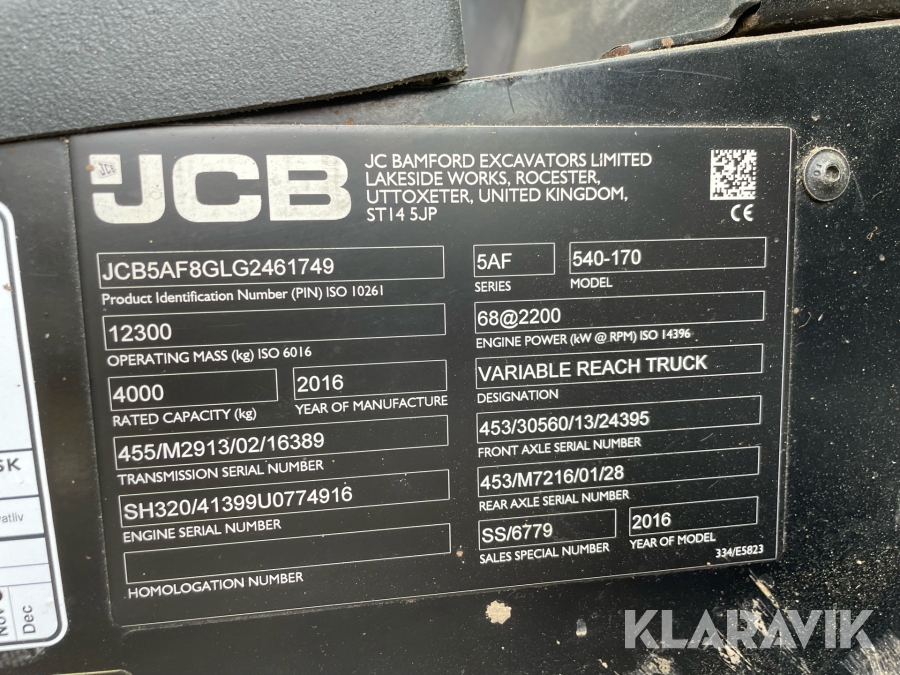 JCB
JC BAMFORD EXCAVATORS LIMITED
LAKESIDE WORKS, ROCESTER,
UTTOXETER, UNITED KINGDOM,
ST14 5JP
CE
JCB5AF8GLG2461749
Product Identification Number (PIN) ISO 10261
5AF
SERIES
540-170
MODEL
12300
OPERATING MASS (kg) ISO 6016
68@2200
ENGINE POWER (kW @ RPM) ISO 14396
4000
RATED CAPACITY (kg)
2016
YEAR OF MANUFACTURE
VARIABLE REACH TRUCK
DESIGNATION
455/M2913/02/16389
TRANSMISSION SERIAL NUMBER
453/30560/13/24395
FRONT AXLE SERIAL NUMBER
SH320/41399U0774916
ENGINE SERIAL NUMBER
453/M7216/01/28
REAR AXLE SERIAL NUMBER
HOMOLOGATION NUMBER
SS/6779
SALES SPECIAL NUMBER
2016
YEAR OF MODEL
334/E5823
Nov
Dec
KLARAVIK